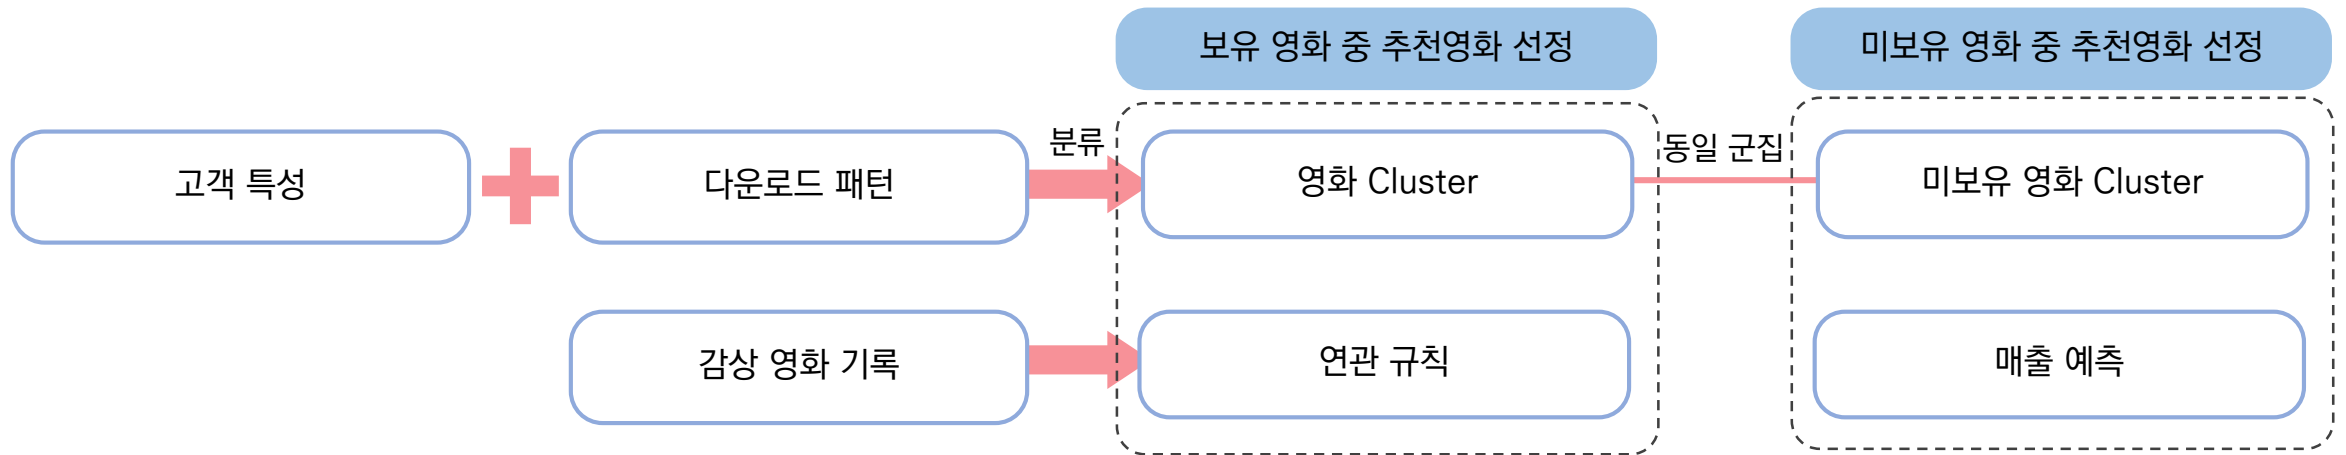 보유 영화 중 추천영화 선정
미보유 영화 중 추천영화 선정
고객 특성
다운로드 패턴
분류
영화 Cluster
동일 군집
미보유 영화 Cluster
감상 영화 기록
연관 규칙
매출 예측